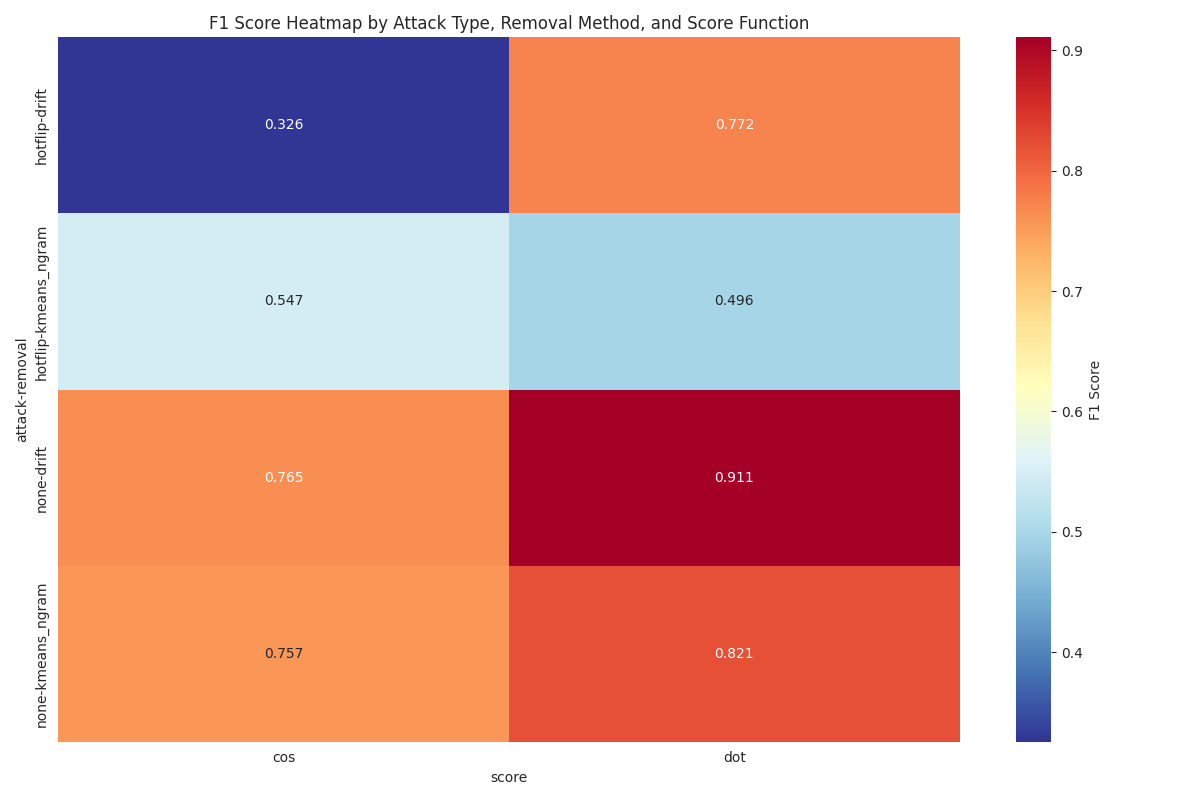 F1 Score Heatmap by Attack Type, Removal Method, and Score Function
attack-removal
hotflip-drift
0.326
0.772
hotflip-kmeans_ngram
0.547
0.496
none-drift
0.765
0.911
none-kmeans_ngram
0.757
0.821
cos
dot
score
0.9
0.8
0.7
0.6
0.5
0.4
F1 Score